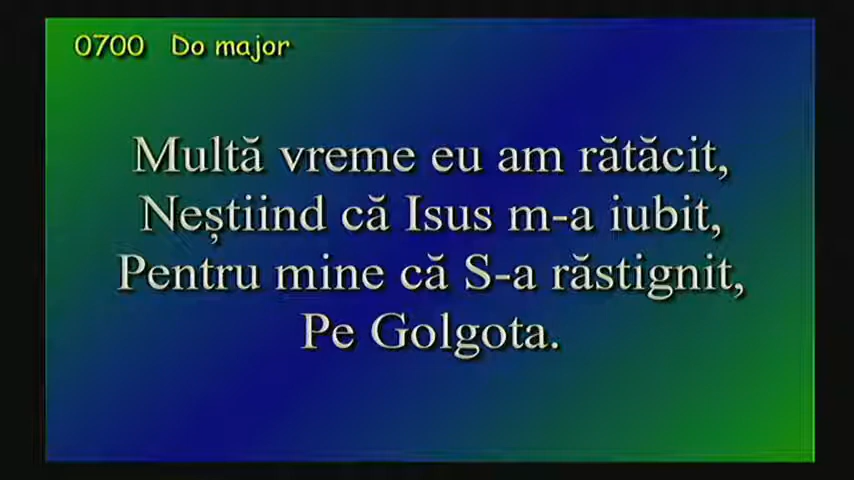 0700 Do major
Multă vreme eu am rătăcit,
Neștiind că Isus m-a iubit,
Pentru mine că S-a răstignit,
Pe Golgota.